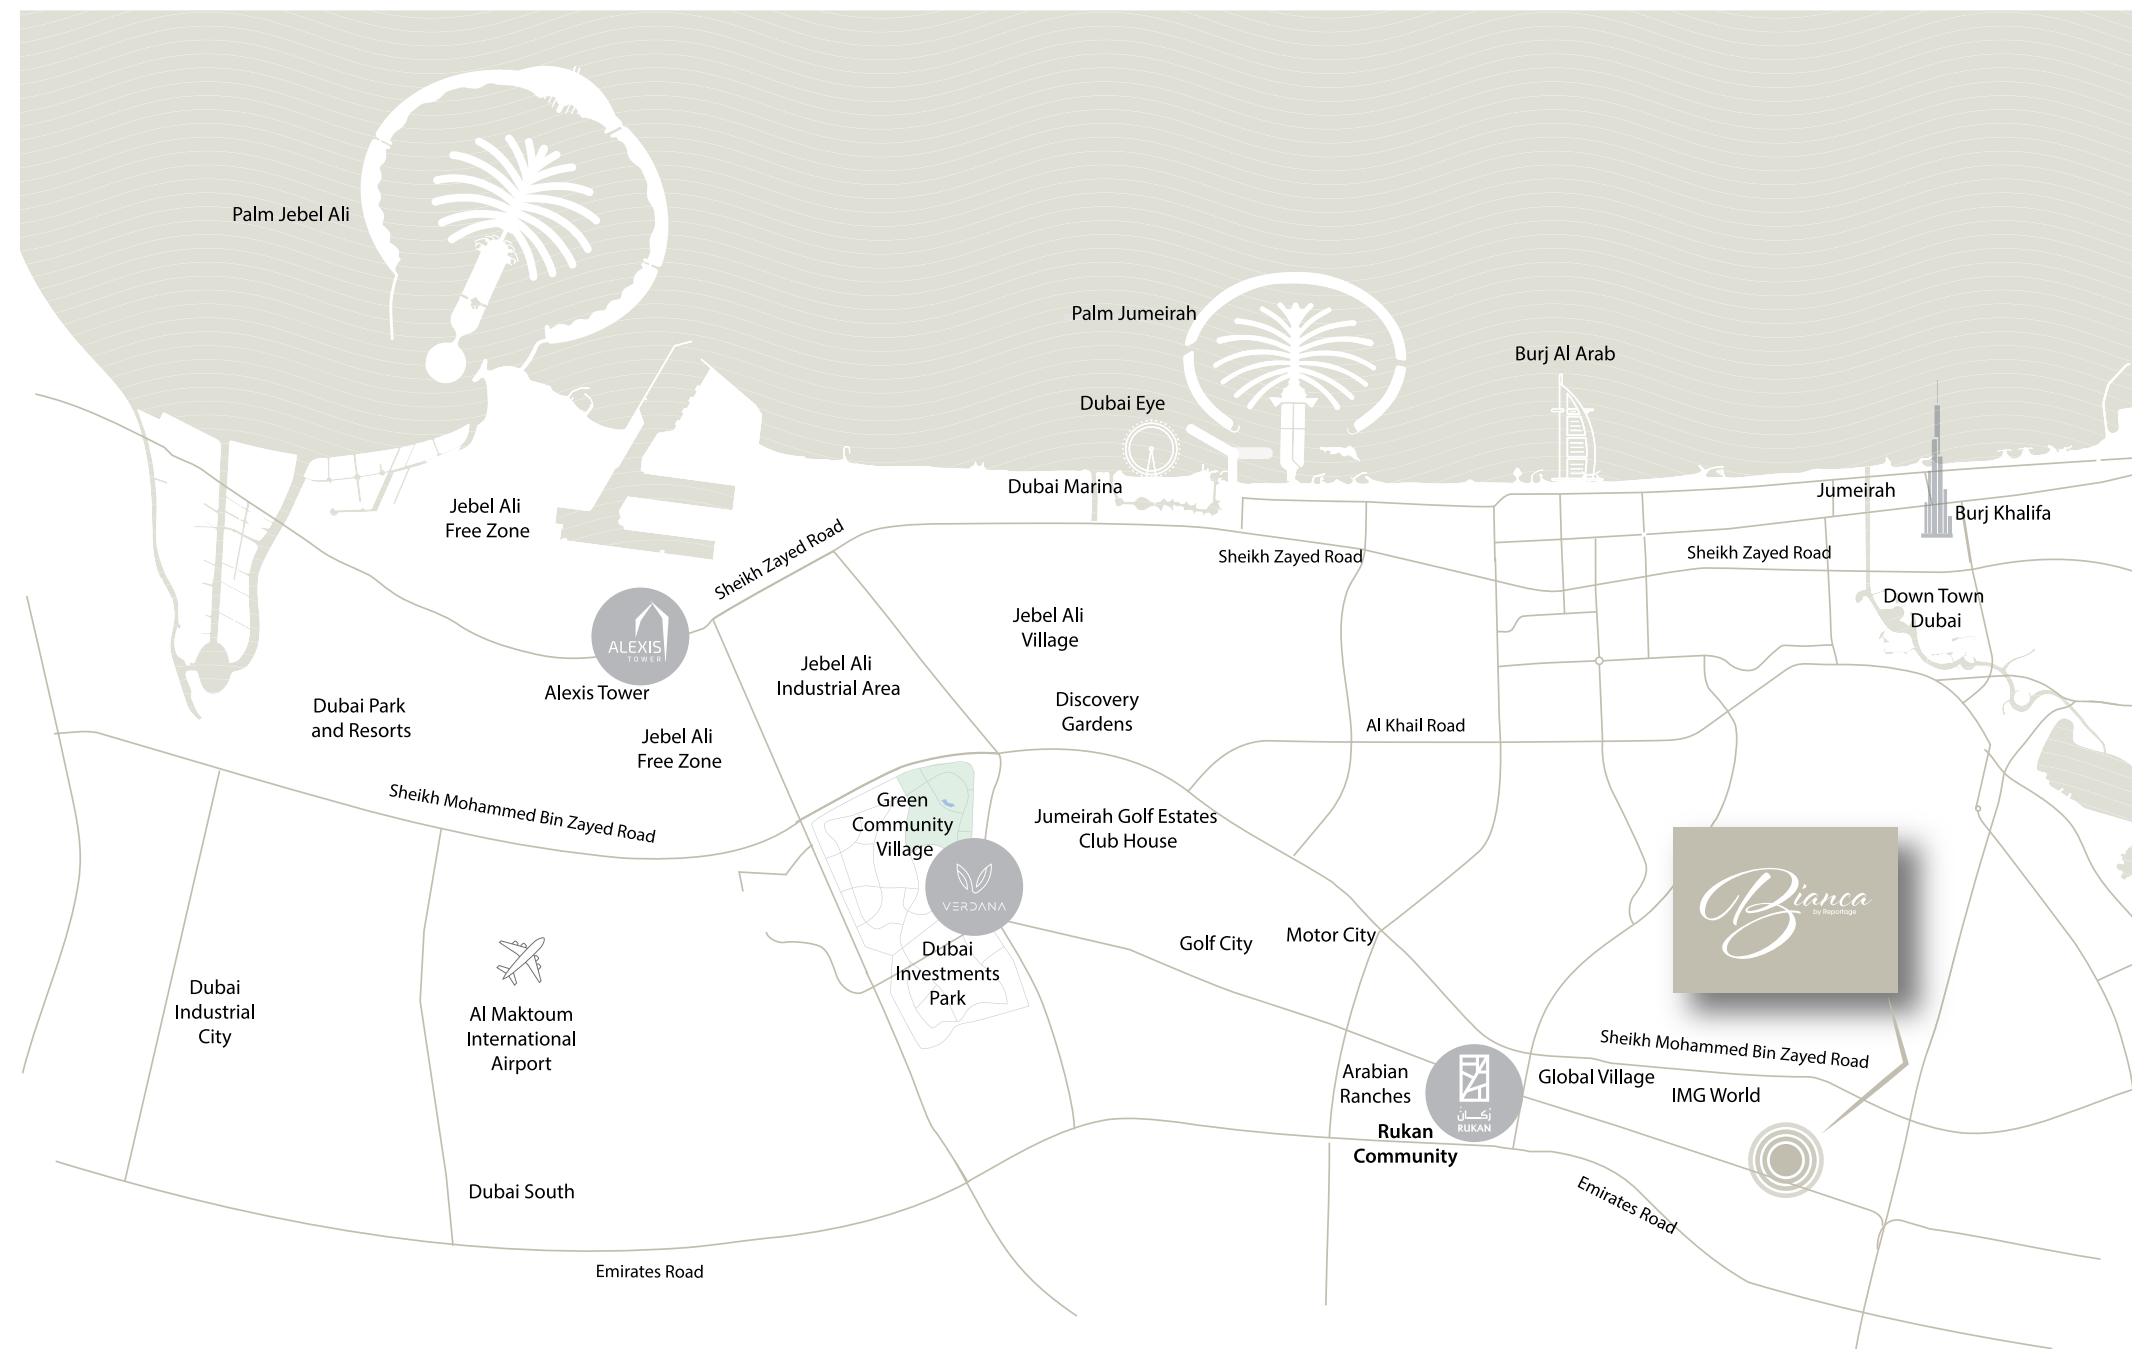 Palm Jebel Ali
Palm Jumeirah
Burj Al Arab
Dubai Eye
Dubai Marina
Jumeirah
Burj Khalifa
Jebel Ali
Free Zone
Sheikh Zayed Road
Sheikh Zayed Road
Sheikh Zayed Road
Down Town
Dubai
Jebel Ali
Village
ALEXIS
TOWER
Alexis Tower
Jebel Ali
Industrial Area
Dubai Park
and Resorts
Discovery
Gardens
Al Khail Road
Jebel Ali
Free Zone
Sheikh Mohammed Bin Zayed Road
Green
Community
Village
Jumeirah Golf Estates
Club House
VERDANA
Bianca
by Reportage
Golf City
Motor City
Dubai
Investments
Park
Dubai
Industrial
City
Al Maktoum
International
Airport
Sheikh Mohammed Bin Zayed Road
Arabian
Ranches
Global Village
IMG World
رُكــان
RUKAN
Rukan
Community
Dubai South
Emirates Road
Emirates Road